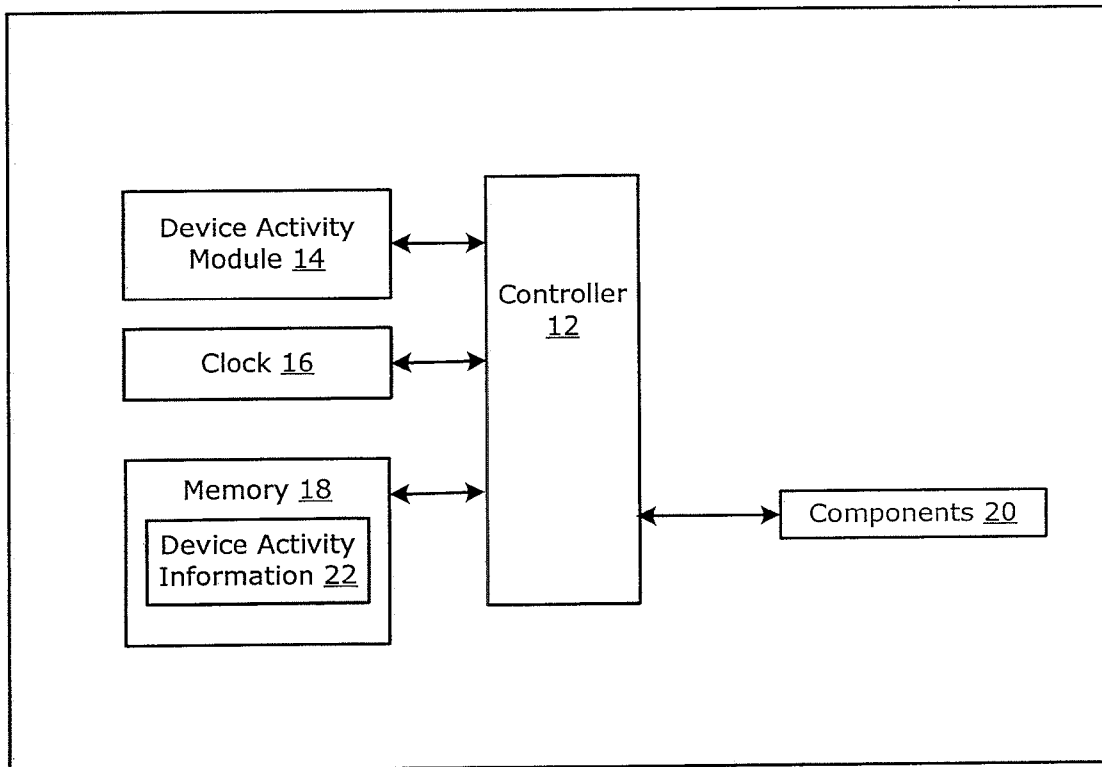 Device Activity
Module 14
Controller
12
Clock 16
Memory 18
Device Activity
Information 22
Components 20